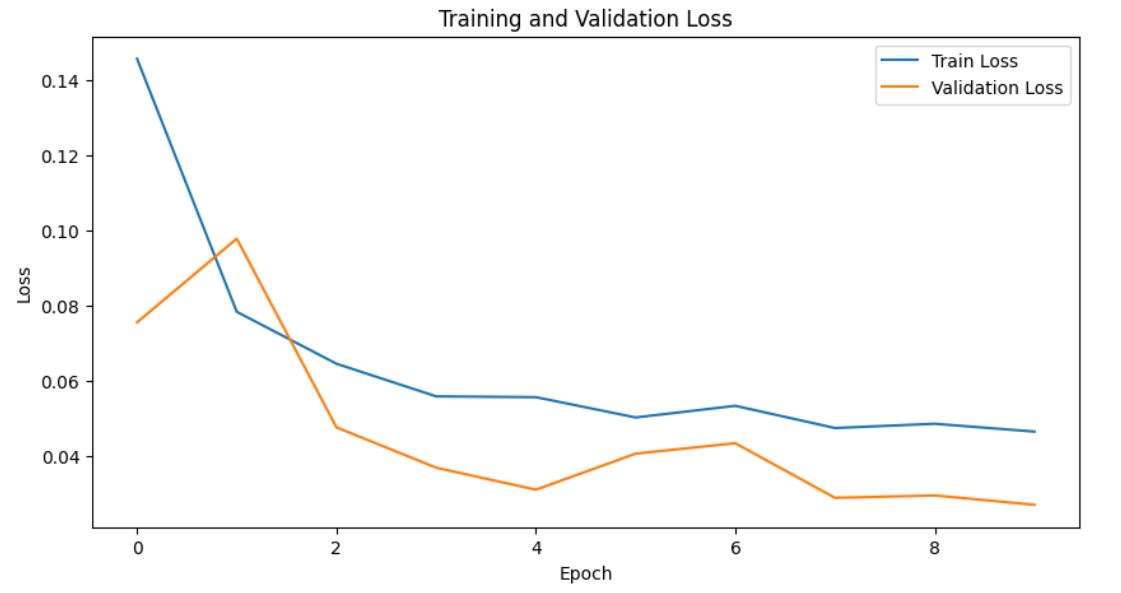 Training and Validation Loss
Train Loss
Validation Loss
0.14
0.12
0.10
0.08
0.06
0.04
Loss
0 2 4 6 8
Epoch